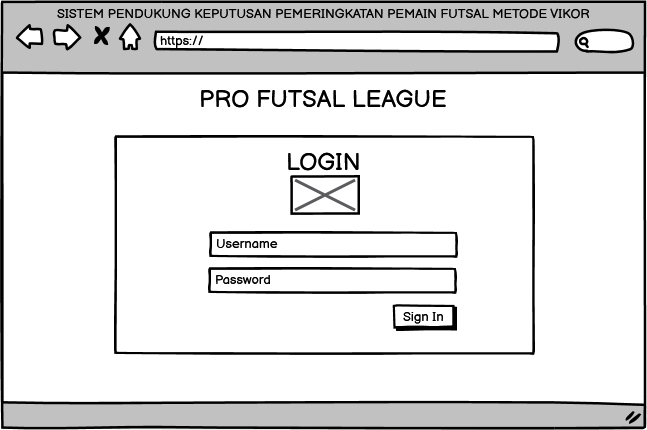 SISTEM PENDUKUNG KEPUTUSAN PEMERINGKATAN PEMAIN FUTSAL METODE VIKOR
https://
PRO FUTSAL LEAGUE
LOGIN
Username
Password
Sign In